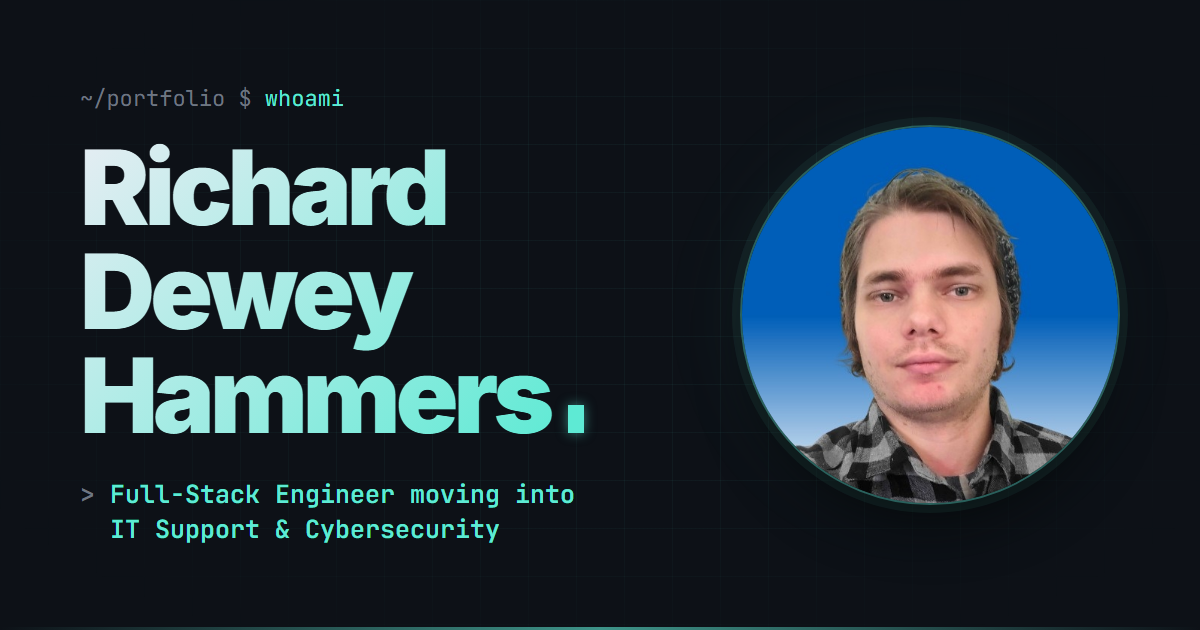 ~/portfolio $ whoami
Richard
Dewey
Hammers.
> Full-Stack Engineer moving into
IT Support & Cybersecurity